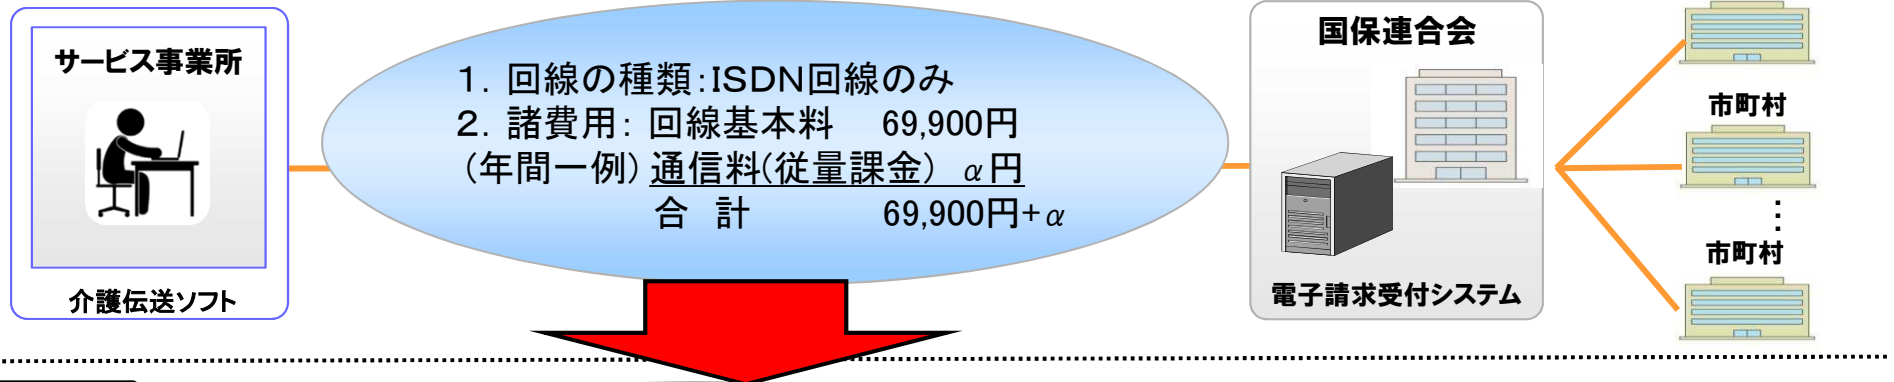 サービス事業所
介護伝送ソフト
1．回線の種類：ISDN回線のみ
2．諸費用： 回線基本料　69,900円
（年間一例） 通信料（従量課金）　α円
合　計　69,900円+α
国保連合会
電子請求受付システム
市町村
：
市町村